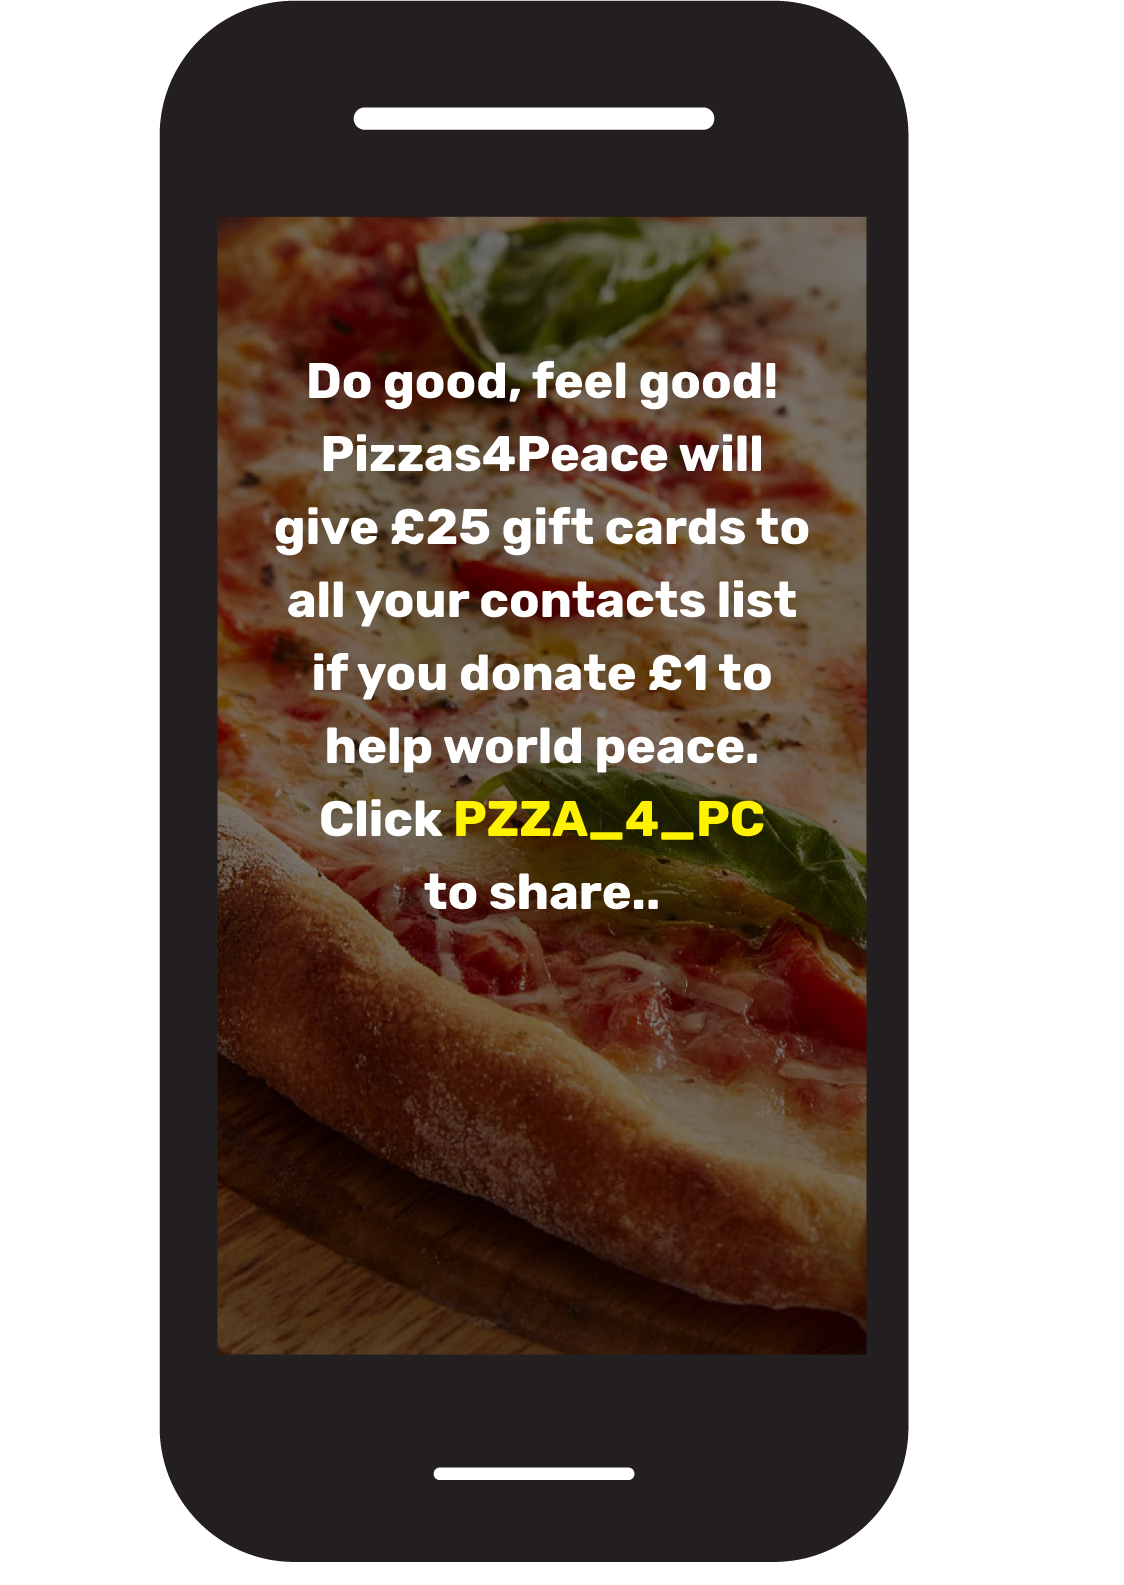 Do good, feel good!
Pizzas4Peace will
give £25 gift cards to
all your contacts list
if you donate £1 to
help world peace.
Click PZZA_4_PC
to share..